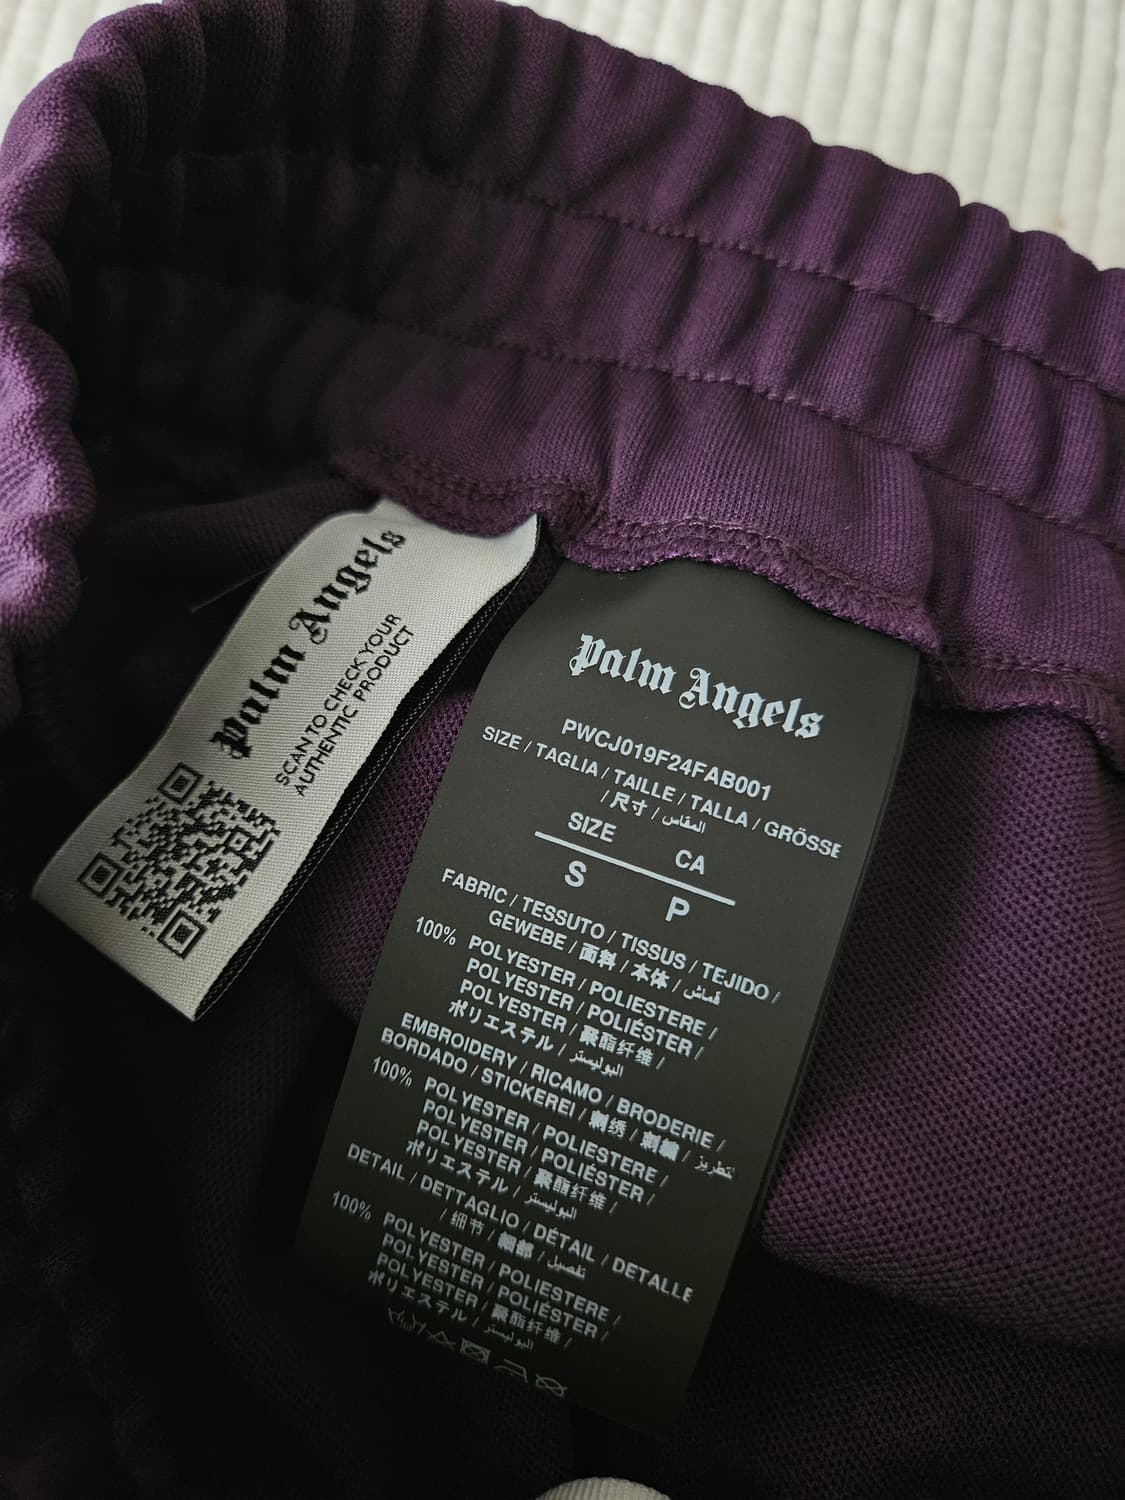 Palm Angels
SCAN TO CHECK YOUR
AUTHENTIC PRODUCT
Palm Angels
PWCJ019F24FAB001
SIZE / TAGLIA / TAILLE / TALLA / GRÖSSE
/ 尺寸 / المقاس
SIZE CA
S P
FABRIC / TESSUTO / TISSUS / TEJIDO /
GEWEBE / 面料 / 本体 / قماش
100% POLYESTER / POLIESTERE /
POLYESTER / POLIÉSTER /
POLYESTER / 聚酯纤维 /
ポリエステル / البوليستر
EMBROIDERY / RICAMO / BRODERIE /
BORDADO / STICKEREI / 刺绣 / 刺繍 / تطريز
100% POLYESTER / POLIESTERE /
POLYESTER / POLIÉSTER /
POLYESTER / 聚酯纤维 /
ポリエステル / البوليستر
DETAIL / DETTAGLIO / DÉTAIL / DETALLE
/ 细节 / 細部 / تفصيل
100% POLYESTER / POLIESTERE /
POLYESTER / POLIÉSTER /
POLYESTER / 聚酯纤维 /
ポリエステル / البوليستر